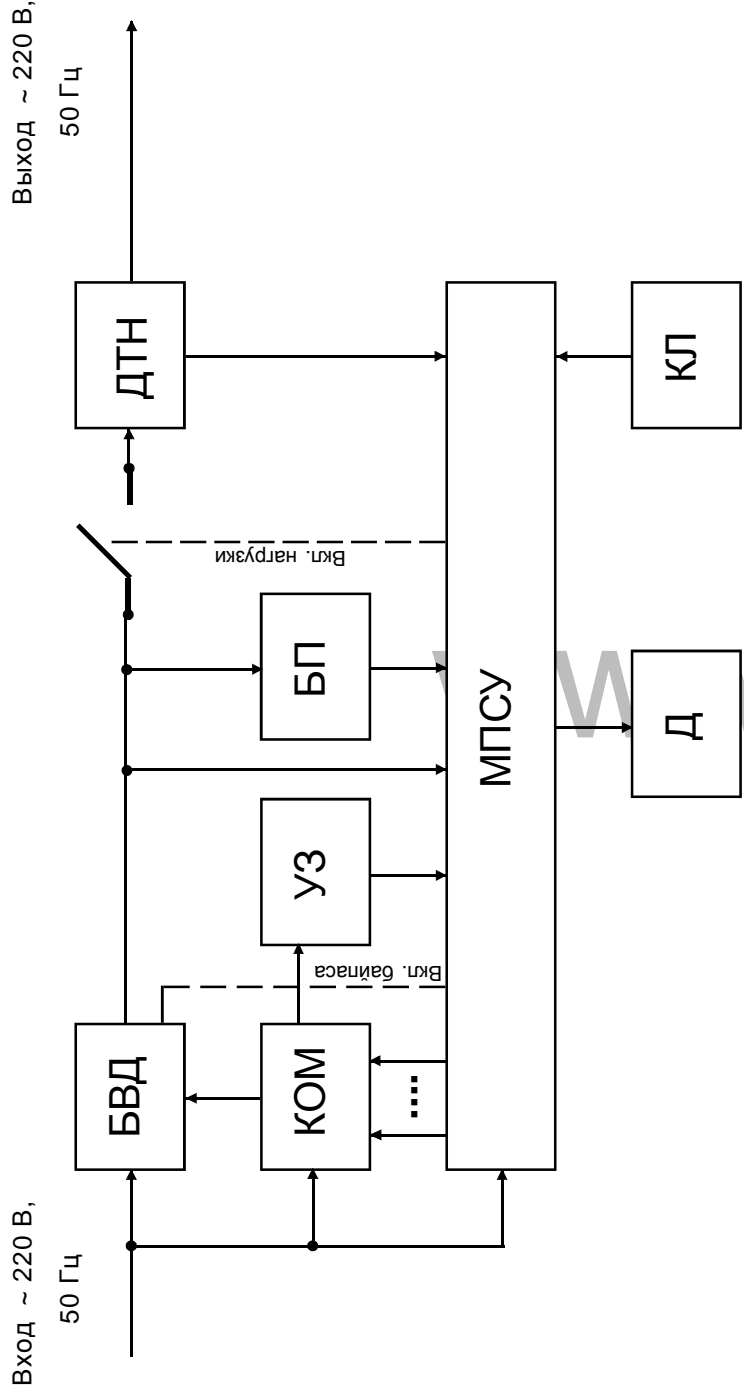 Вход ~ 220 В,
50 Гц
Выход ~ 220 В,
50 Гц
БВД
ДТН
Вкл. байпаса
Вкл. нагрузки
КОМ
УЗ
БП
....
МПСУ
Д
КЛ